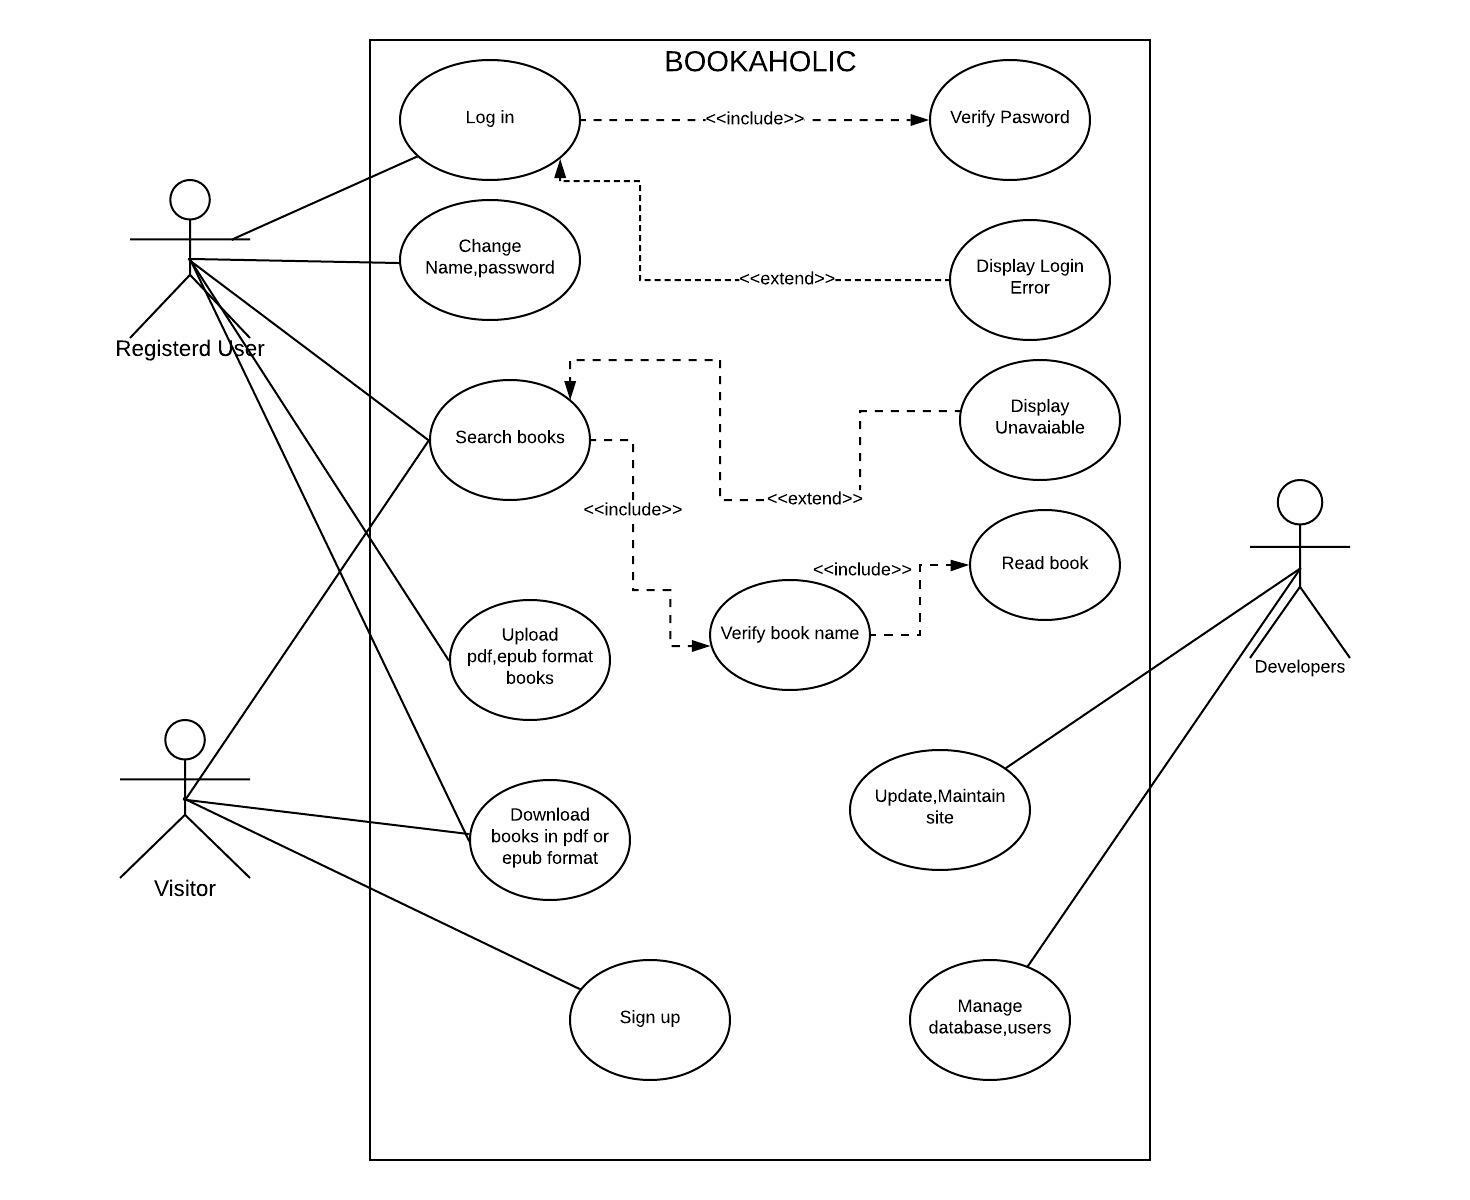 BOOKAHOLIC
Log in
<<include>>
Verify Pasword
Change
Name,password
<<extend>>
Display Login
Error
Registerd User
Search books
Display
Unavaiable
<<extend>>
<<include>>
<<include>>
Read book
Verify book name
Upload
pdf,epub format
books
Developers
Download
books in pdf or
epub format
Update,Maintain
site
Visitor
Sign up
Manage
database,users